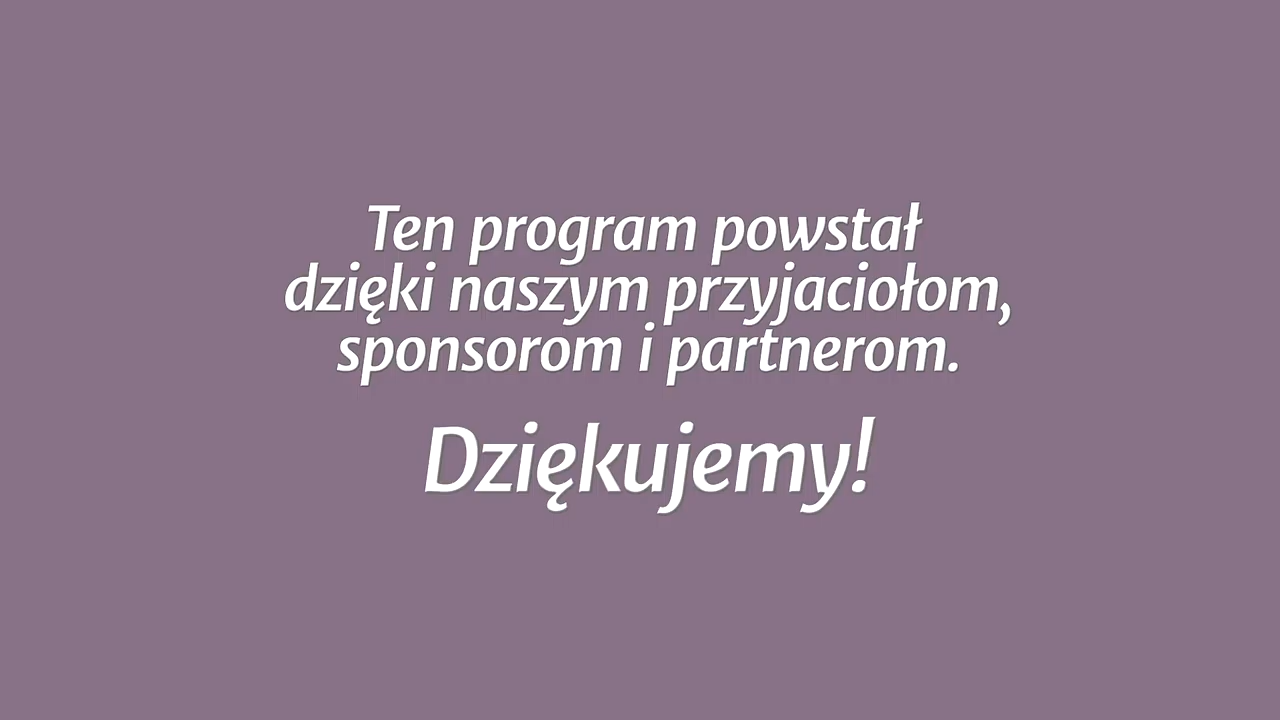 Ten program powstał
dzięki naszym przyjaciołom,
sponsorom i partnerom.
Dziękujemy!